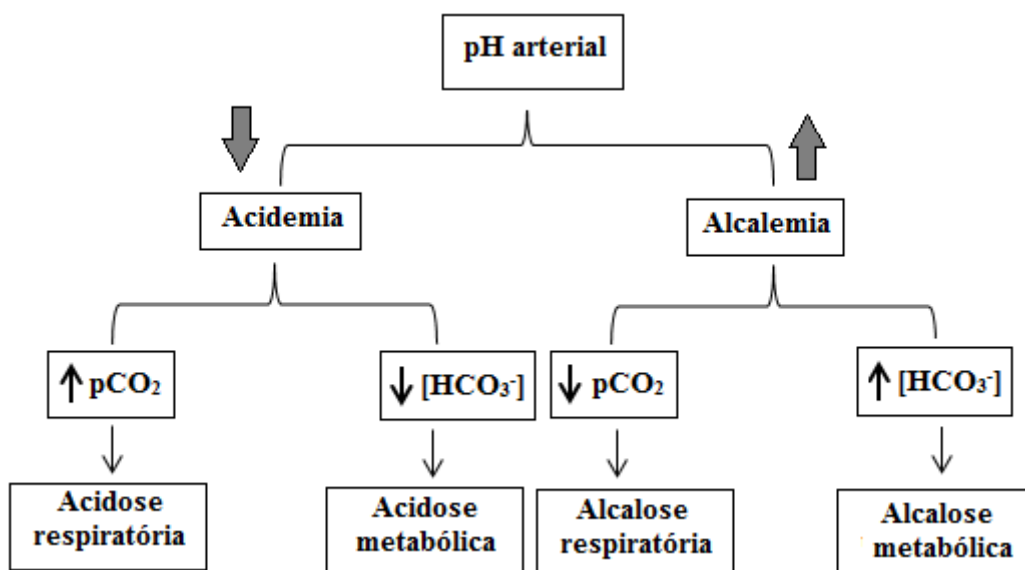 pH arterial
Acidemia
Alcalemia
↑ pCO₂
↓ [HCO₃⁻]
↓ pCO₂
↑ [HCO₃⁻]
Acidose
respiratória
Acidose
metabólica
Alcalose
respiratória
Alcalose
metabólica